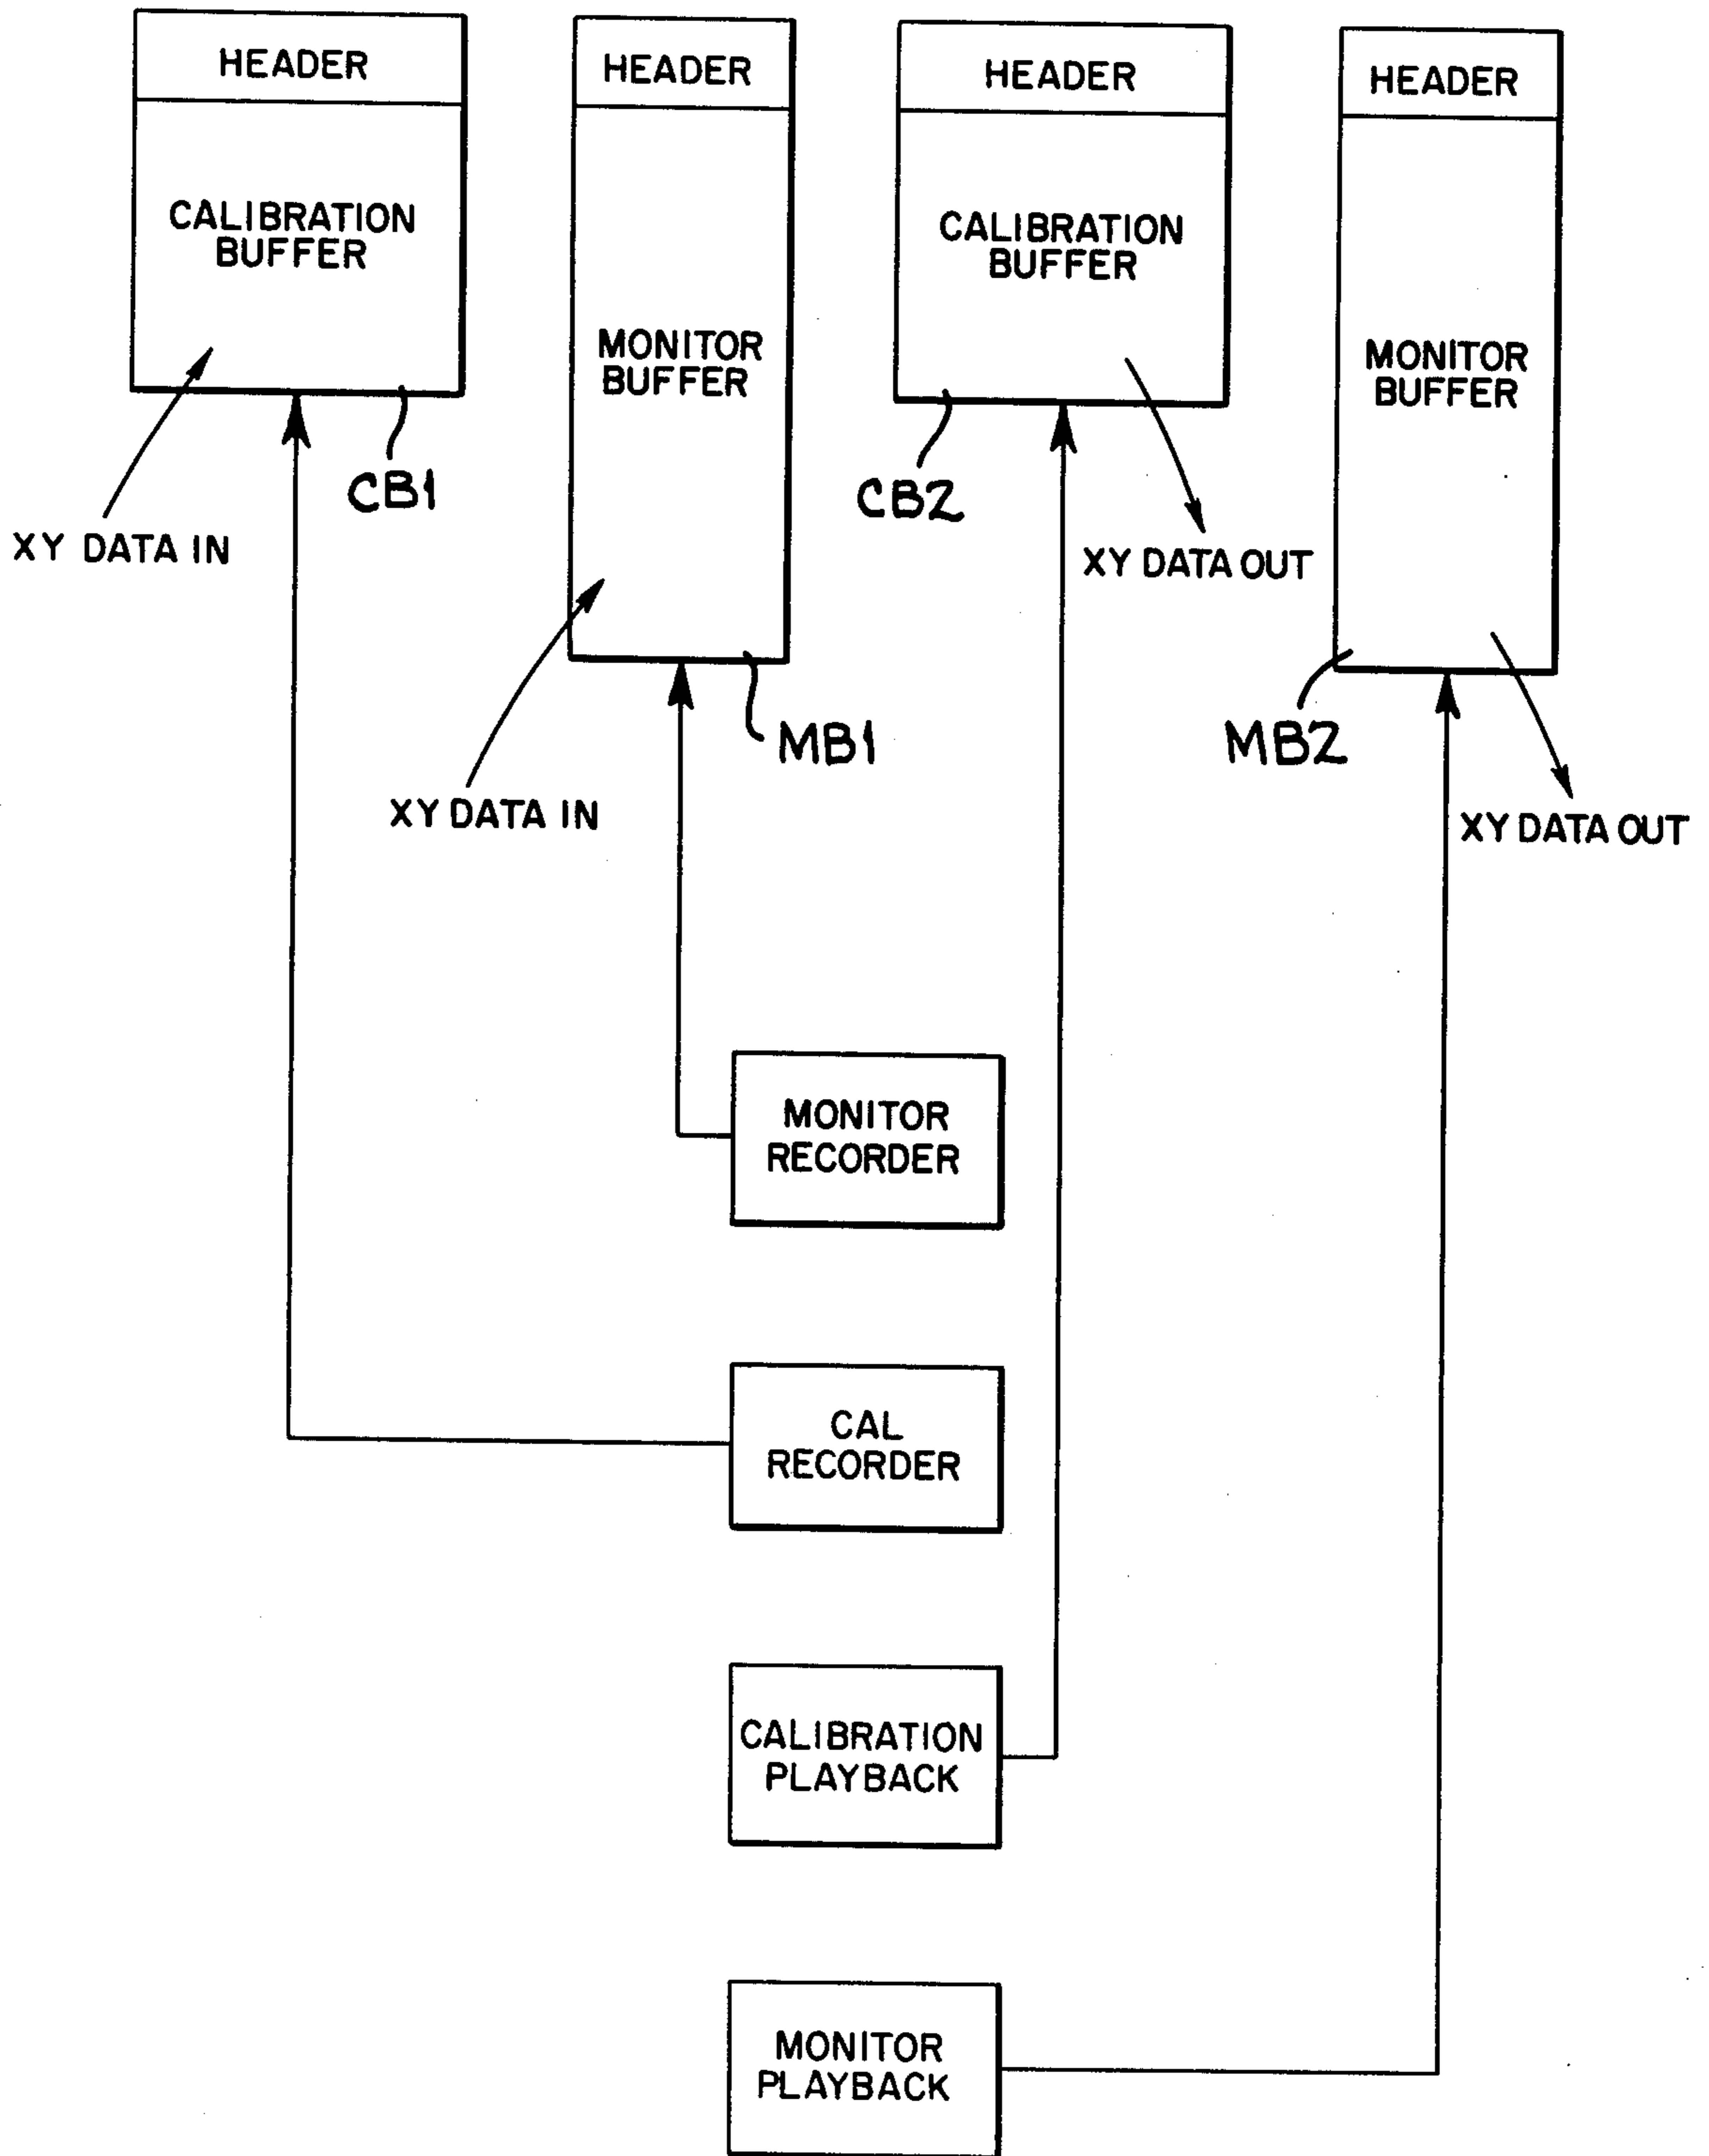 HEADER
HEADER
HEADER
HEADER
CALIBRATION
BUFFER
MONITOR
BUFFER
CALIBRATION
BUFFER
MONITOR
BUFFER
CB1
CB2
XY DATA IN
XY DATA OUT
MB1
MB2
XY DATA IN
XY DATA OUT
MONITOR
RECORDER
CAL
RECORDER
CALIBRATION
PLAYBACK
MONITOR
PLAYBACK